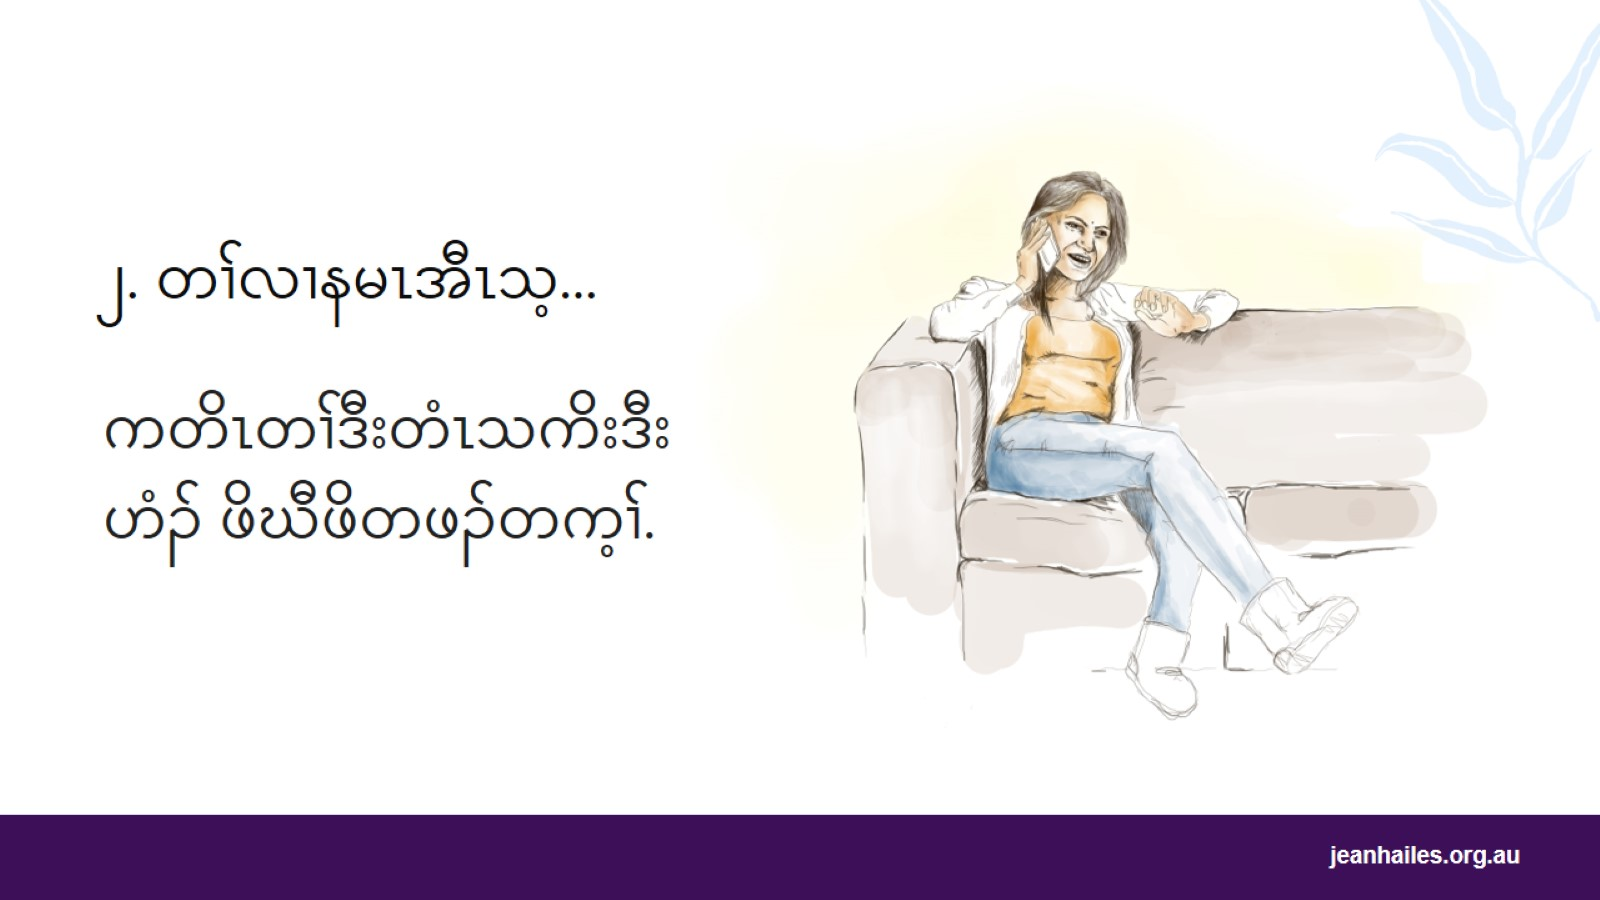 ၂. တၢ်လၢနမၤအီၤသ့...
ကတိၤတၢ်ဒီးတံၤသကိးဒီး
ဟံၣ် ဖိဃီဖိတဖၣ်တက့ၢ်.
jeanhailes.org.au